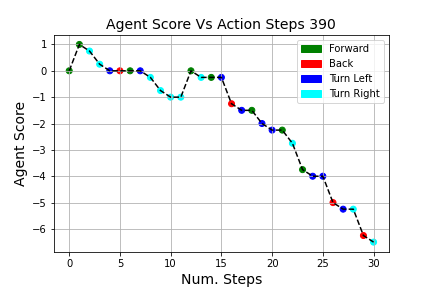 Agent Score Vs Action Steps 390
Forward
Back
Turn Left
Turn Right
Agent Score
1
0
−1
−2
−3
−4
−5
−6
0 5 10 15 20 25 30
Num. Steps